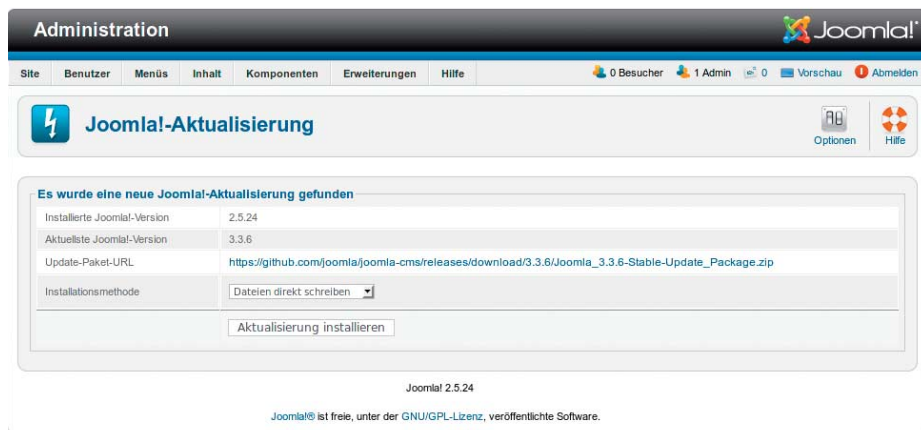 Administration
Joomla!
Site Benutzer Menüs Inhalt Komponenten Erweiterungen Hilfe 0 Besucher 1 Admin 0 Vorschau Abmelden
Joomla!-Aktualisierung
Optionen Hilfe
Es wurde eine neue Joomla!-Aktualisierung gefunden
Installierte Joomla!-Version 2.5.24
Aktuellste Joomla!-Version 3.3.6
Update-Paket-URL https://github.com/joomla/joomla-cms/releases/download/3.3.6/Joomla_3.3.6-Stable-Update_Package.zip
Installationsmethode Dateien direkt schreiben
Aktualisierung installieren
Joomla! 2.5.24
Joomla!® ist freie, unter der GNU/GPL-Lizenz, veröffentlichte Software.